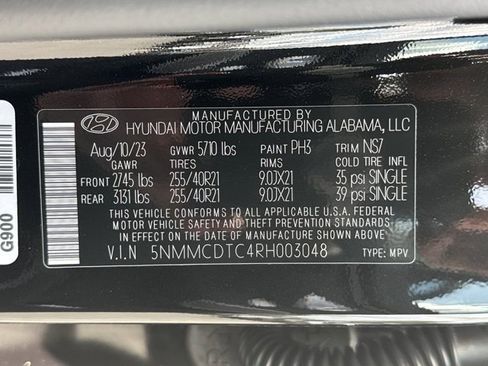 MANUFACTURED BY
HYUNDAI MOTOR MANUFACTURING ALABAMA, LLC
Aug/10/23 GVWR 5710 lbs PAINT PH3 TRIM NS7
GAWR TIRES RIMS COLD TIRE INFL
FRONT 2745 lbs 255/40R21 9.0JX21 35 psi SINGLE
REAR 3131 lbs 255/40R21 9.0JX21 39 psi SINGLE
THIS VEHICLE CONFORMS TO ALL APPLICABLE U.S.A. FEDERAL
MOTOR VEHICLE SAFETY AND THEFT PREVENTION STANDARDS
IN EFFECT ON THE DATE OF MANUFACTURE SHOWN ABOVE
V.I.N 5NMMCDTC4RH003048 TYPE: MPV
G900